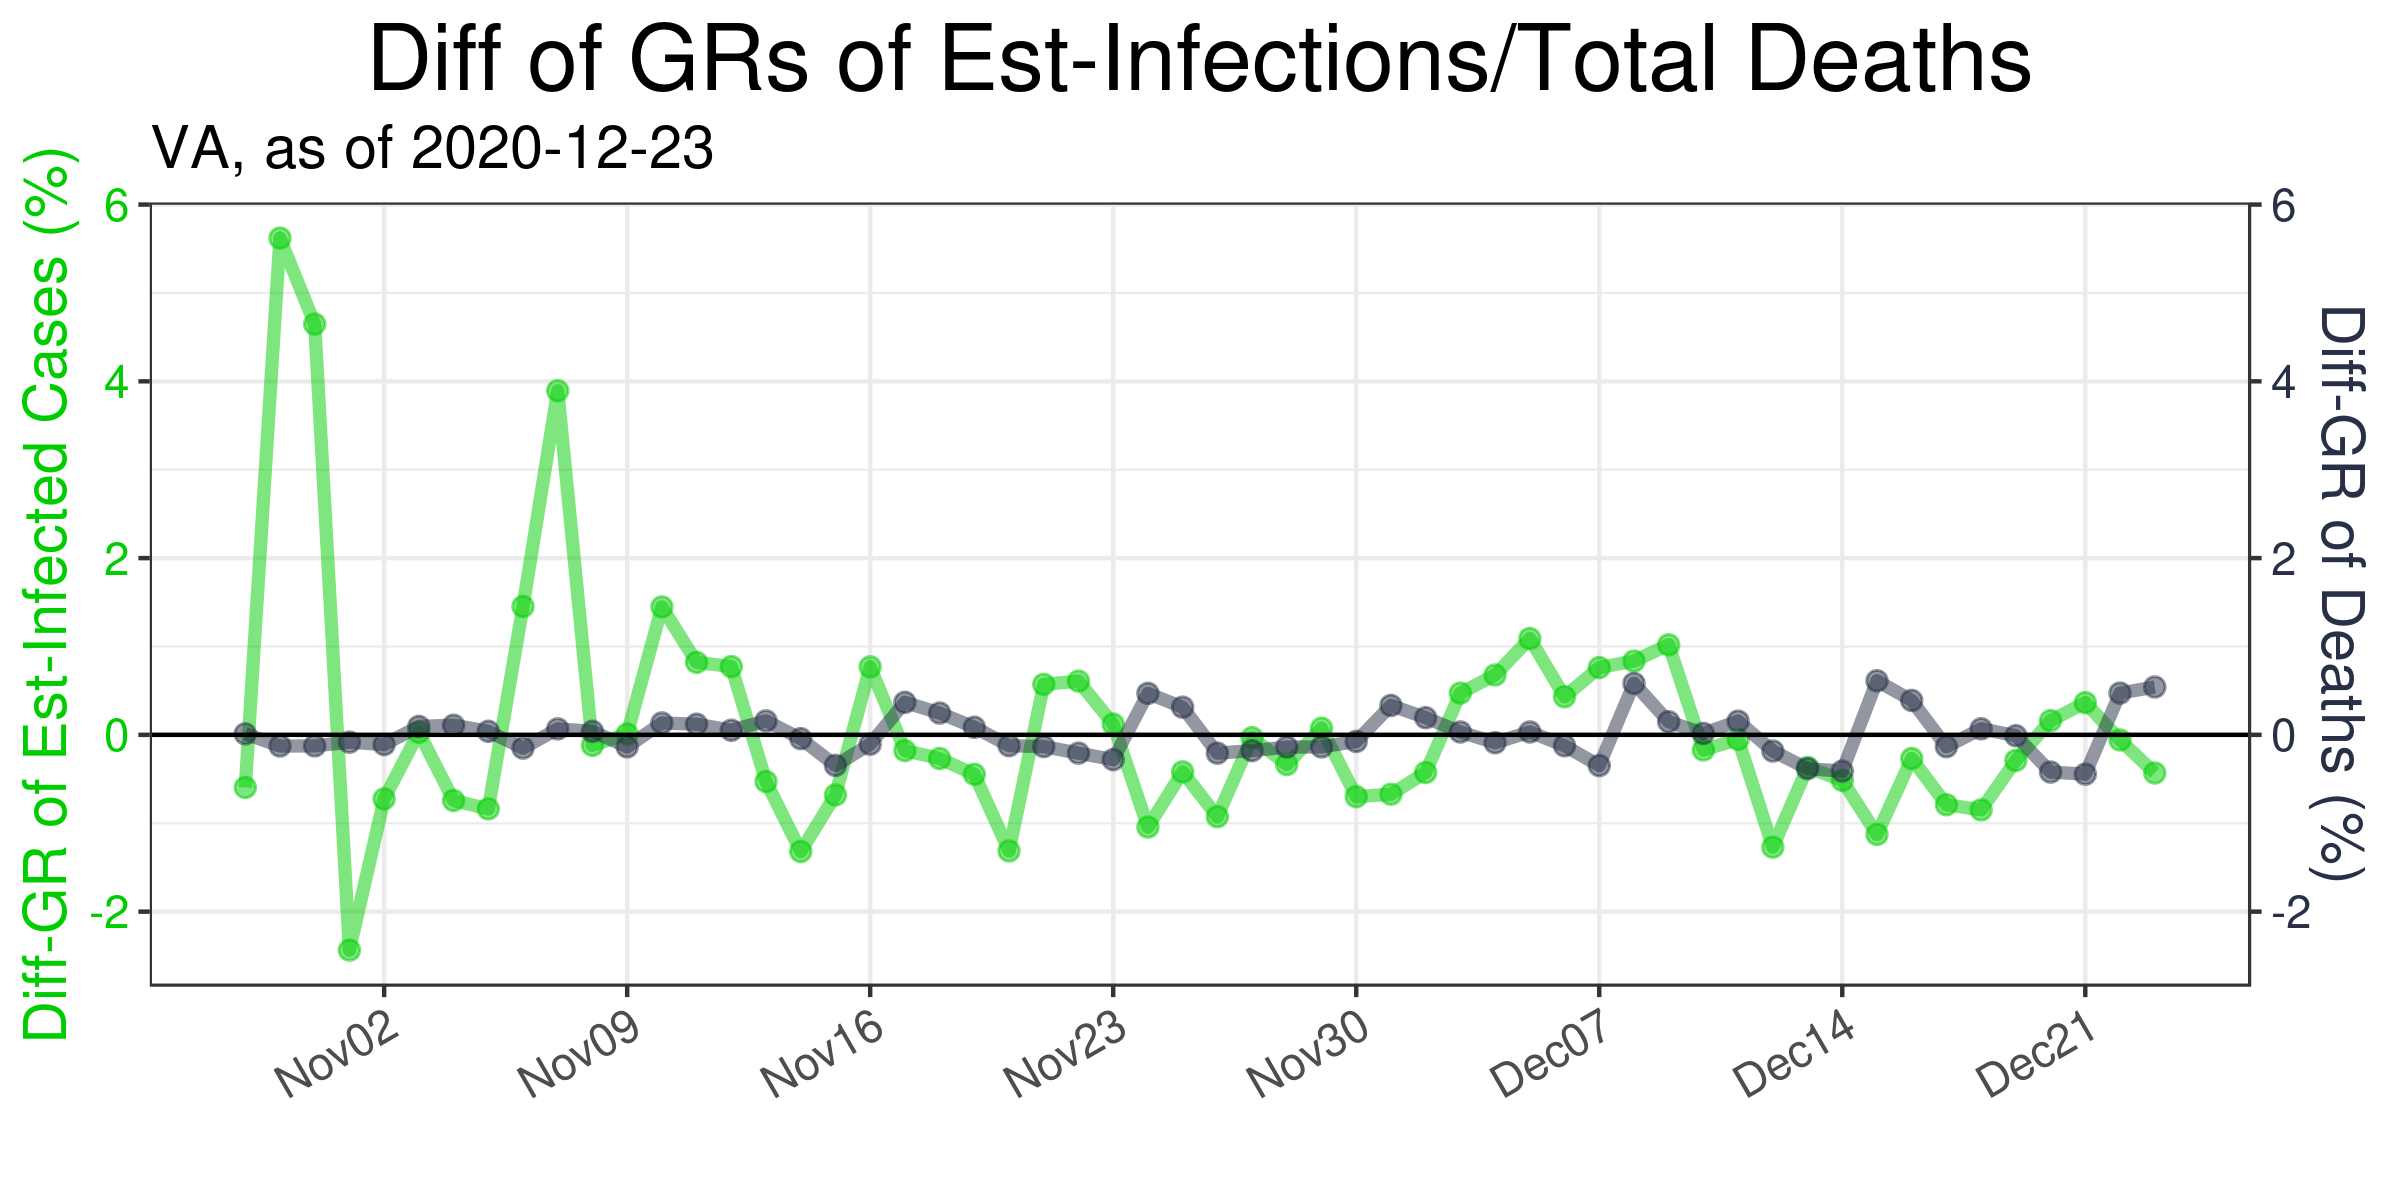 Diff of GRs of Est-Infections/Total Deaths
VA, as of 2020-12-23
Diff-GR of Est-Infected Cases (%)
6
4
2
0
-2
6
4
2
0
-2
Diff-GR of Deaths (%)
Nov02
Nov09
Nov16
Nov23
Nov30
Dec07
Dec14
Dec21